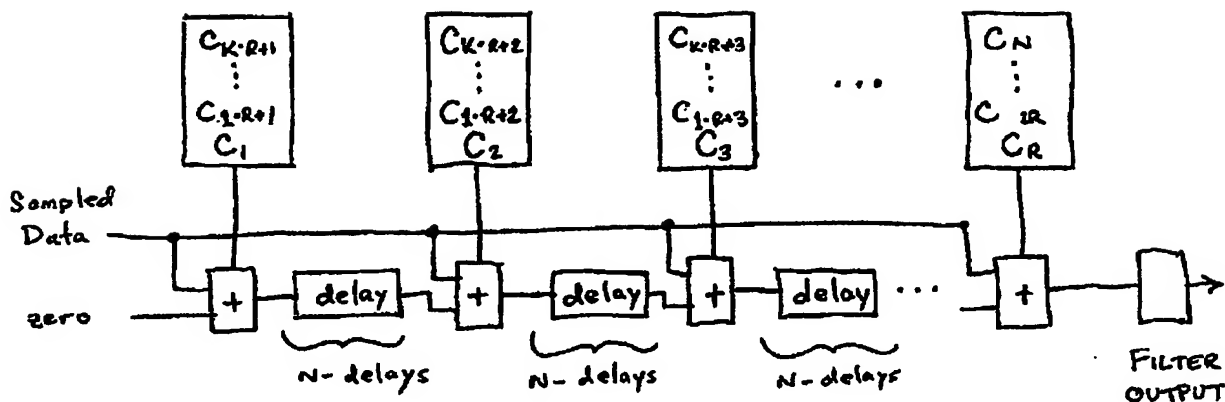 C_{K·R+1} C_{K·R+2} C_{K·R+3} C_N
⋮ ⋮ ⋮ ⋮
C_{1·R+1} C_{1·R+2} C_{1·R+3} C_{2R}
C_1 C_2 C_3 C_R
...
Sampled
Data
+ delay + delay + delay ... +
zero
N-delays N-delays N-delays
FILTER
OUTPUT